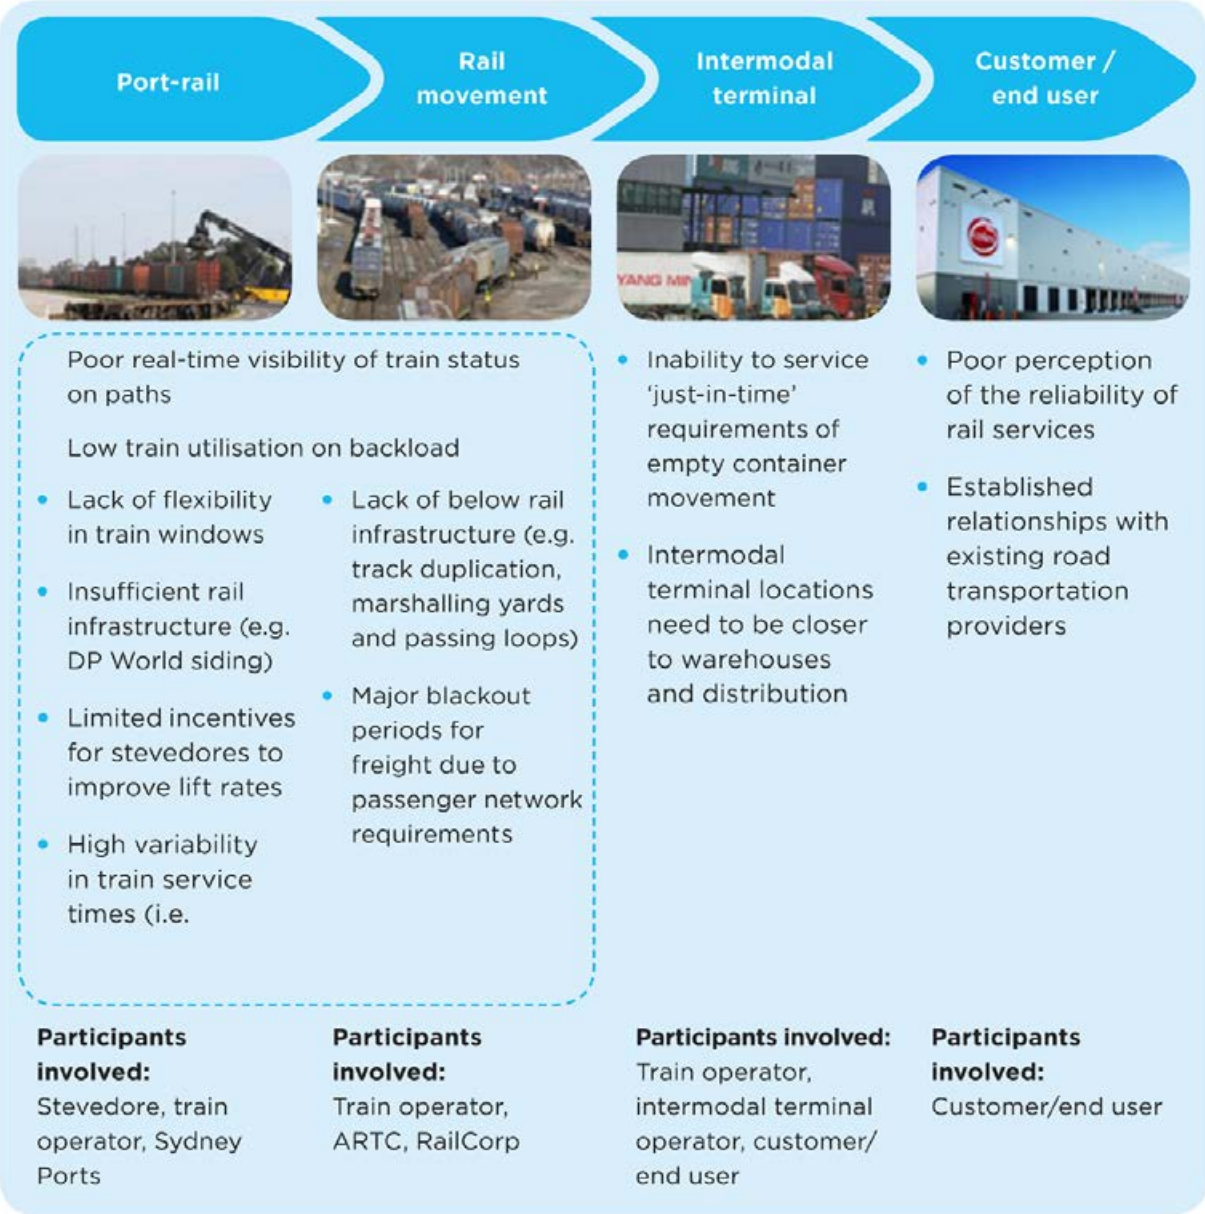 Port-rail
Rail
movement
Intermodal
terminal
Customer /
end user
YANG MIN
Poor real-time visibility of train status
on paths
Low train utilisation on backload
• Lack of flexibility
in train windows
• Insufficient rail
infrastructure (e.g.
DP World siding)
• Limited incentives
for stevedores to
improve lift rates
• High variability
in train service
times (i.e.
• Lack of below rail
infrastructure (e.g.
track duplication,
marshalling yards
and passing loops)
• Major blackout
periods for
freight due to
passenger network
requirements
• Inability to service
‘just-in-time’
requirements of
empty container
movement
• Intermodal
terminal locations
need to be closer
to warehouses
and distribution
• Poor perception
of the reliability of
rail services
• Established
relationships with
existing road
transportation
providers
Participants
involved:
Stevedore, train
operator, Sydney
Ports
Participants
involved:
Train operator,
ARTC, RailCorp
Participants involved:
Train operator,
intermodal terminal
operator, customer/
end user
Participants
involved:
Customer/end user